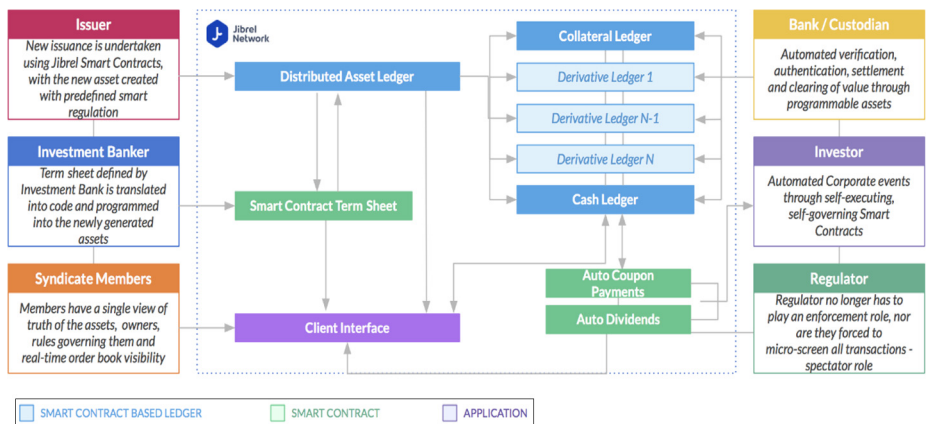 Issuer
New issuance is undertaken
using Jibrel Smart Contracts,
with the new asset created
with predefined smart
regulation
Investment Banker
Term sheet defined by
Investment Bank is translated
into code and programmed
into the newly generated
assets
Syndicate Members
Members have a single view of
truth of the assets, owners,
rules governing them and
real-time order book visibility
Jibrel
Network
Distributed Asset Ledger
Smart Contract Term Sheet
Client Interface
Collateral Ledger
Derivative Ledger 1
Derivative Ledger N-1
Derivative Ledger N
Cash Ledger
Auto Coupon
Payments
Auto Dividends
Bank / Custodian
Automated verification,
authentication, settlement
and clearing of value through
programmable assets
Investor
Automated Corporate events
through self-executing,
self-governing Smart
Contracts
Regulator
Regulator no longer has to
play an enforcement role, nor
are they forced to
micro-screen all transactions -
spectator role
SMART CONTRACT BASED LEDGER
SMART CONTRACT
APPLICATION